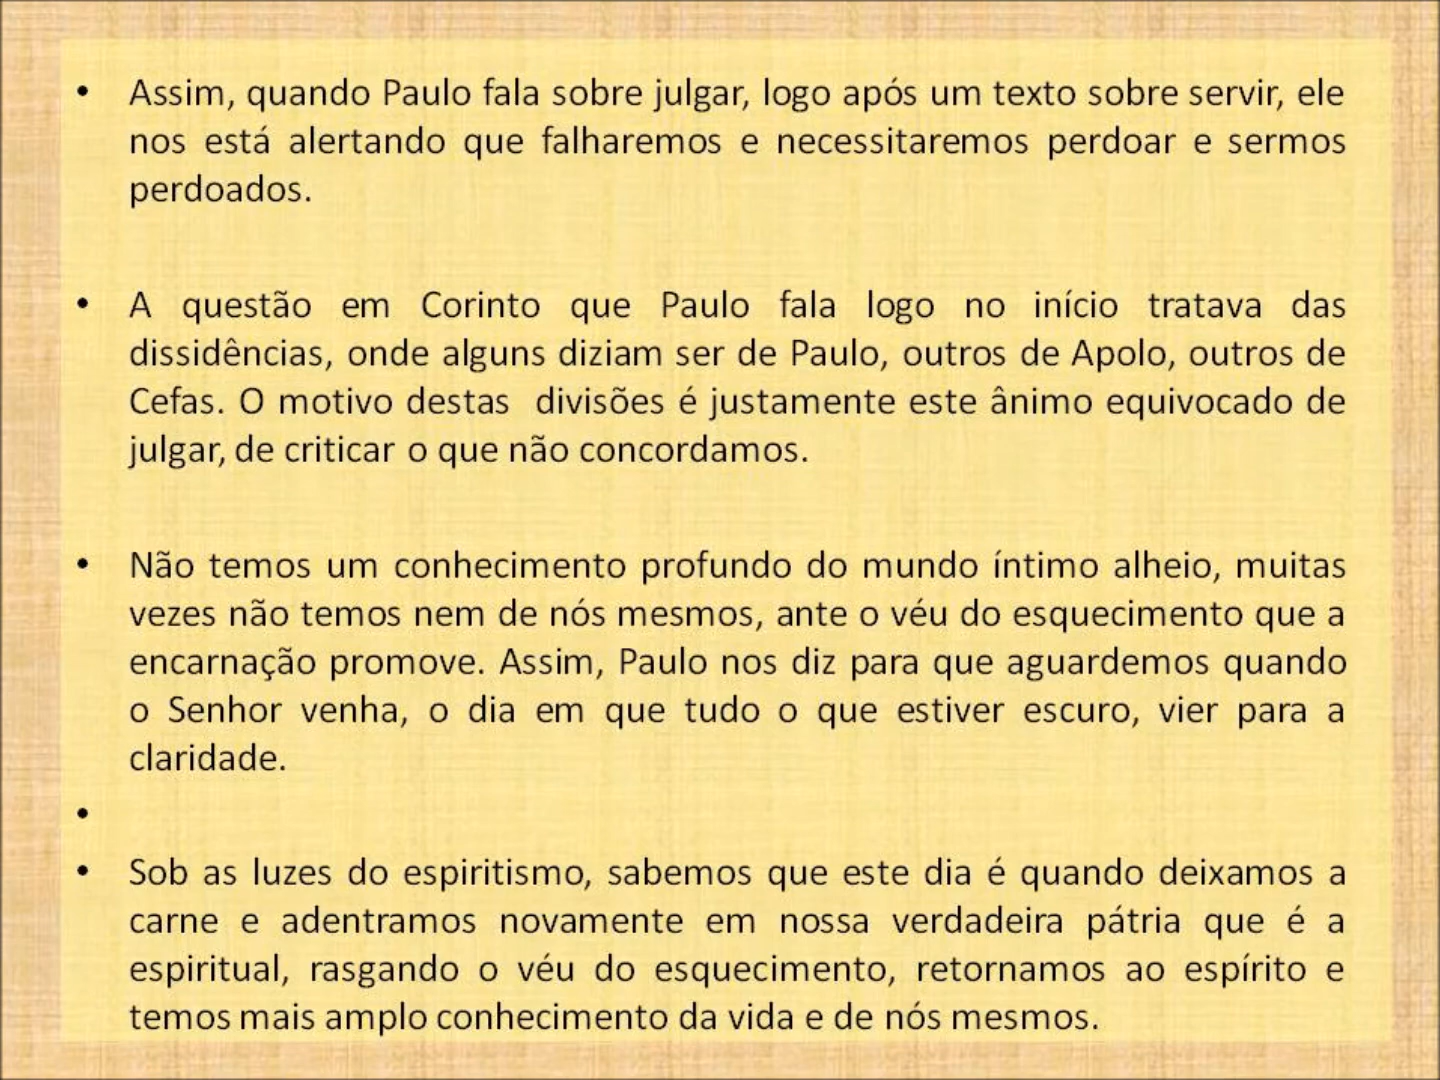 • Assim, quando Paulo fala sobre julgar, logo após um texto sobre servir, ele
nos está alertando que falharemos e necessitaremos perdoar e sermos
perdoados.
• A questão em Corinto que Paulo fala logo no início tratava das
dissidências, onde alguns diziam ser de Paulo, outros de Apolo, outros de
Cefas. O motivo destas divisões é justamente este ânimo equivocado de
julgar, de criticar o que não concordamos.
• Não temos um conhecimento profundo do mundo íntimo alheio, muitas
vezes não temos nem de nós mesmos, ante o véu do esquecimento que a
encarnação promove. Assim, Paulo nos diz para que aguardemos quando
o Senhor venha, o dia em que tudo o que estiver escuro, vier para a
claridade.
•
• Sob as luzes do espiritismo, sabemos que este dia é quando deixamos a
carne e adentramos novamente em nossa verdadeira pátria que é a
espiritual, rasgando o véu do esquecimento, retornamos ao espírito e
temos mais amplo conhecimento da vida e de nós mesmos.